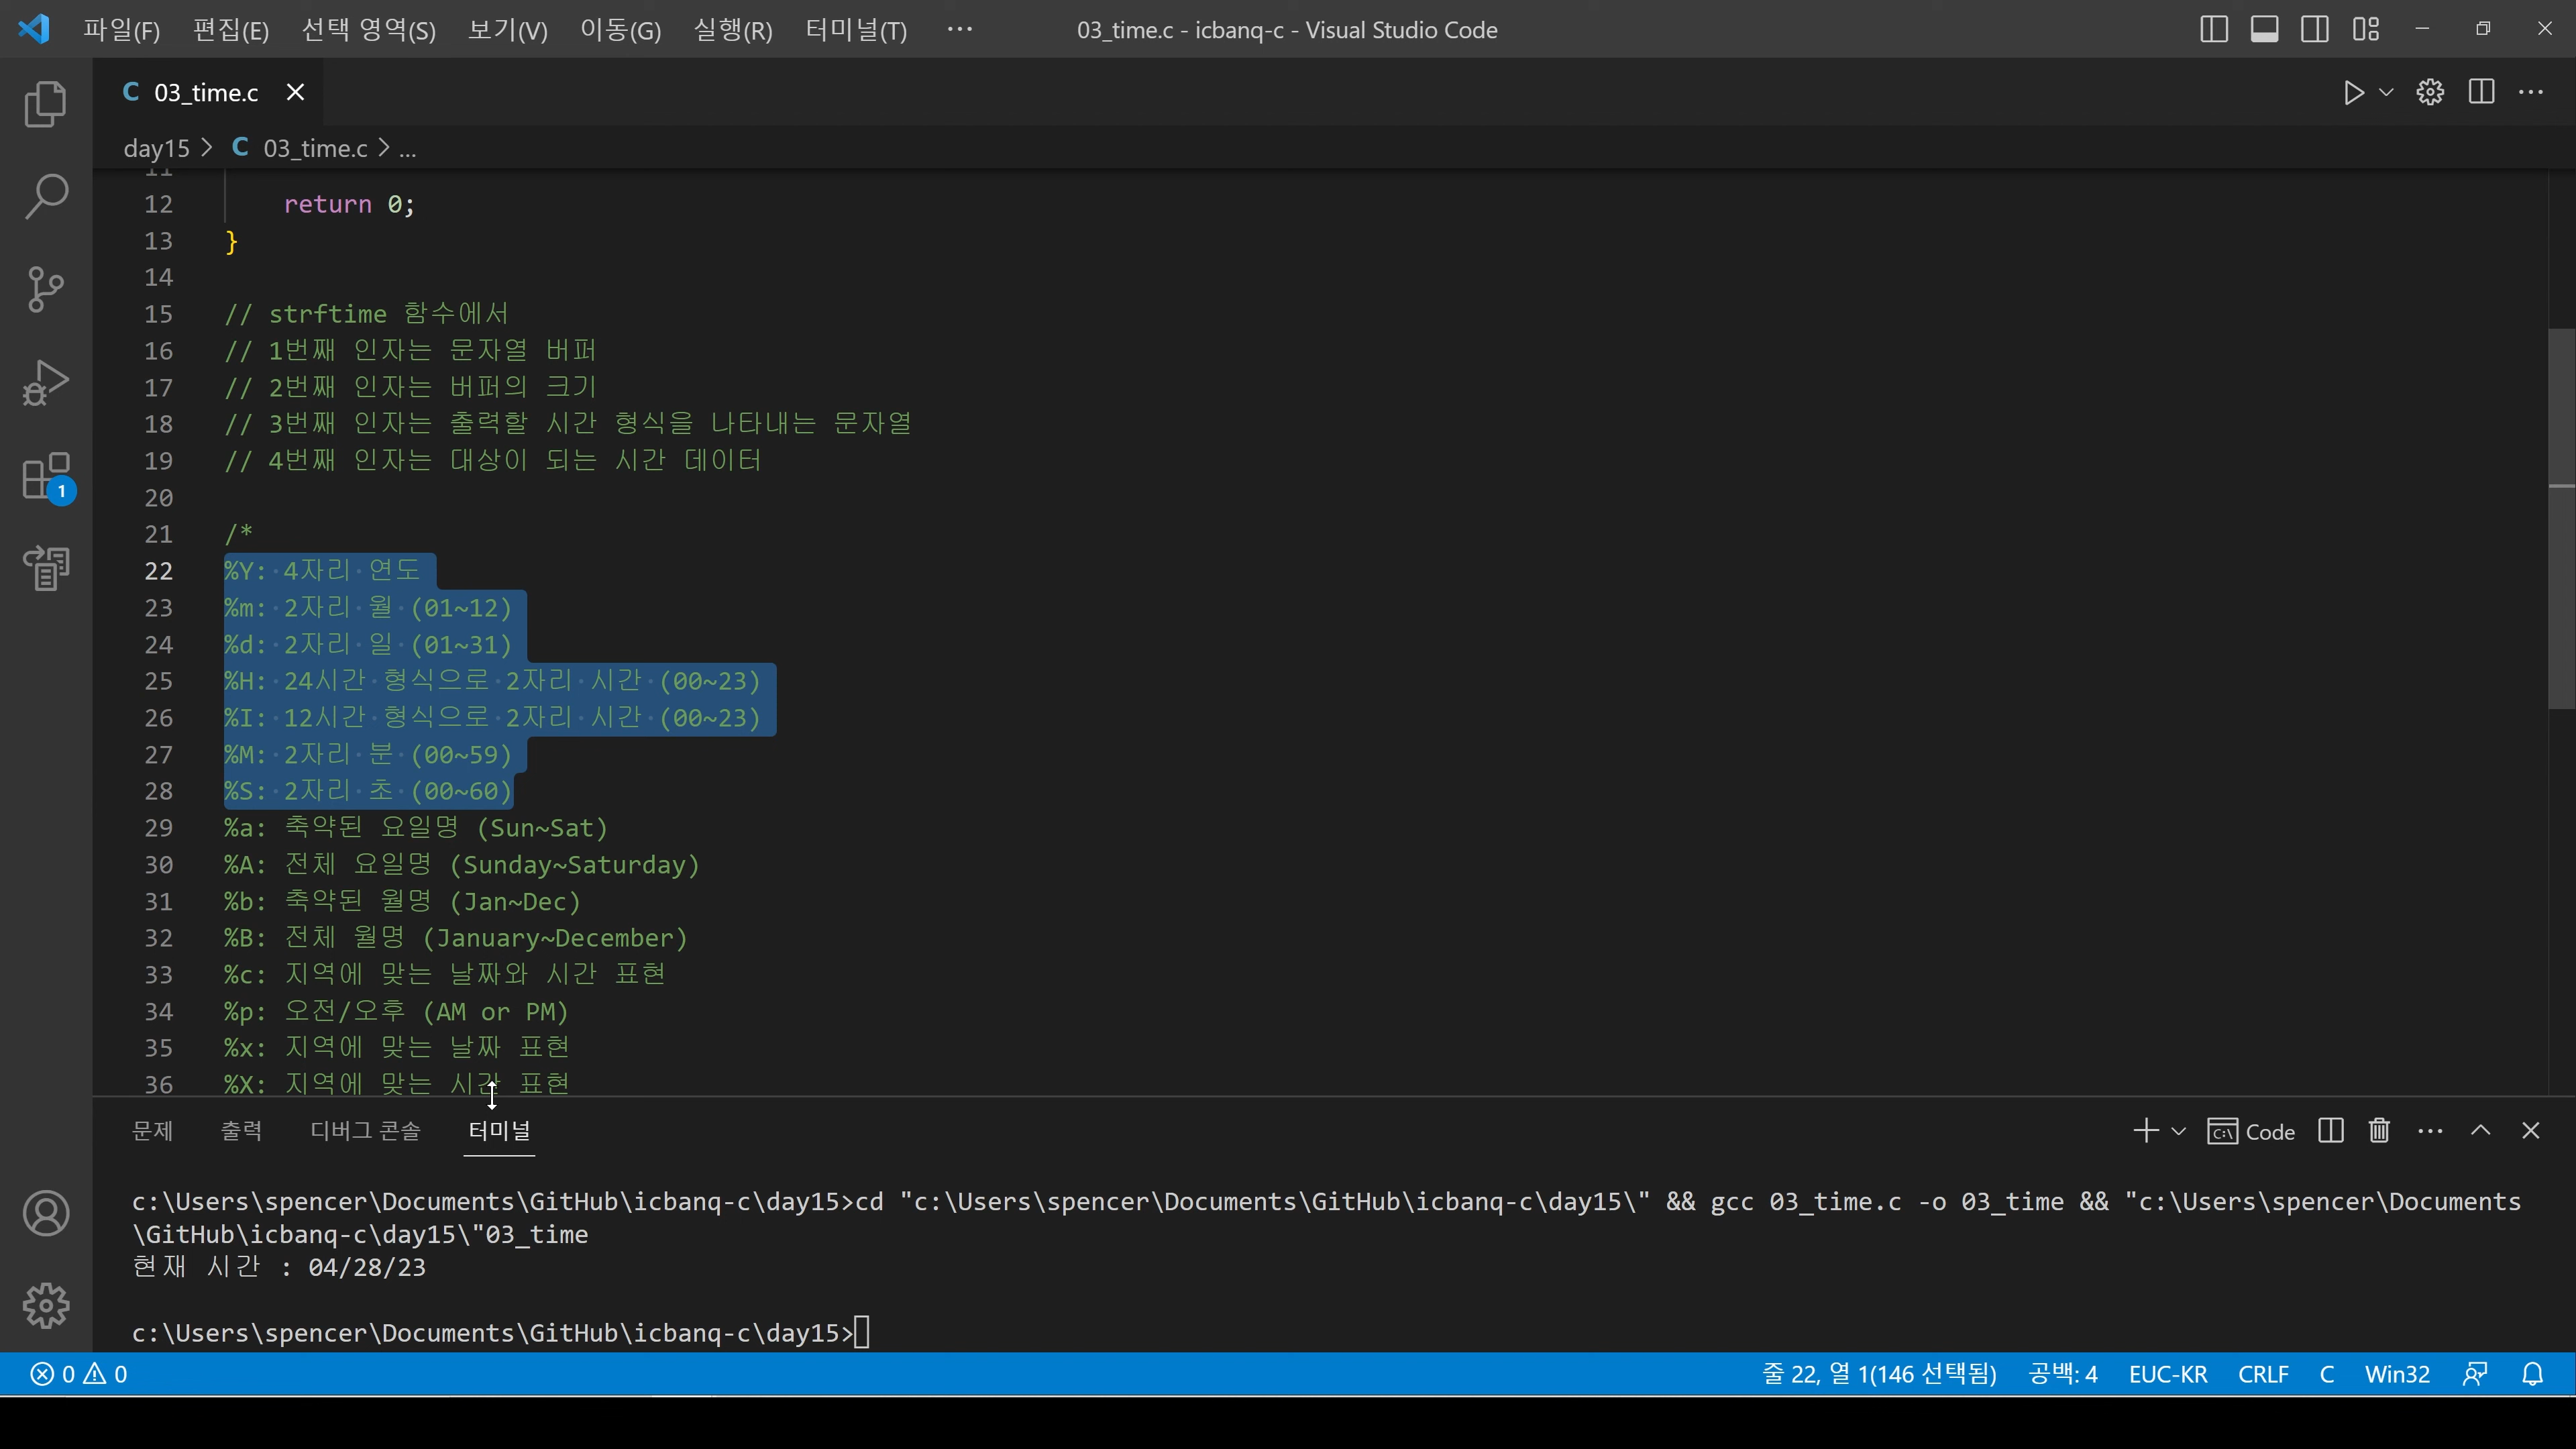 파일(F) 편집(E) 선택 영역(S) 보기(V) 이동(G) 실행(R) 터미널(T) ··· 03_time.c - icbanq-c - Visual Studio Code
C 03_time.c
day15 > C 03_time.c > ...
11
12 return 0;
13 }
14
15 // strftime 함수에서
16 // 1번째 인자는 문자열 버퍼
17 // 2번째 인자는 버퍼의 크기
18 // 3번째 인자는 출력할 시간 형식을 나타내는 문자열
19 // 4번째 인자는 대상이 되는 시간 데이터
20
21 /*
22 %Y: 4자리 연도
23 %m: 2자리 월 (01~12)
24 %d: 2자리 일 (01~31)
25 %H: 24시간 형식으로 2자리 시간 (00~23)
26 %I: 12시간 형식으로 2자리 시간 (00~23)
27 %M: 2자리 분 (00~59)
28 %S: 2자리 초 (00~60)
29 %a: 축약된 요일명 (Sun~Sat)
30 %A: 전체 요일명 (Sunday~Saturday)
31 %b: 축약된 월명 (Jan~Dec)
32 %B: 전체 월명 (January~December)
33 %c: 지역에 맞는 날짜와 시간 표현
34 %p: 오전/오후 (AM or PM)
35 %x: 지역에 맞는 날짜 표현
36 %X: 지역에 맞는 시간 표현
1
문제 출력 디버그 콘솔 터미널 Code
c:\Users\spencer\Documents\GitHub\icbanq-c\day15>cd "c:\Users\spencer\Documents\GitHub\icbanq-c\day15\" && gcc 03_time.c -o 03_time && "c:\Users\spencer\Documents
\GitHub\icbanq-c\day15\"03_time
현재 시간 : 04/28/23
c:\Users\spencer\Documents\GitHub\icbanq-c\day15>
0 0 줄 22, 열 1(146 선택됨) 공백: 4 EUC-KR CRLF C Win32